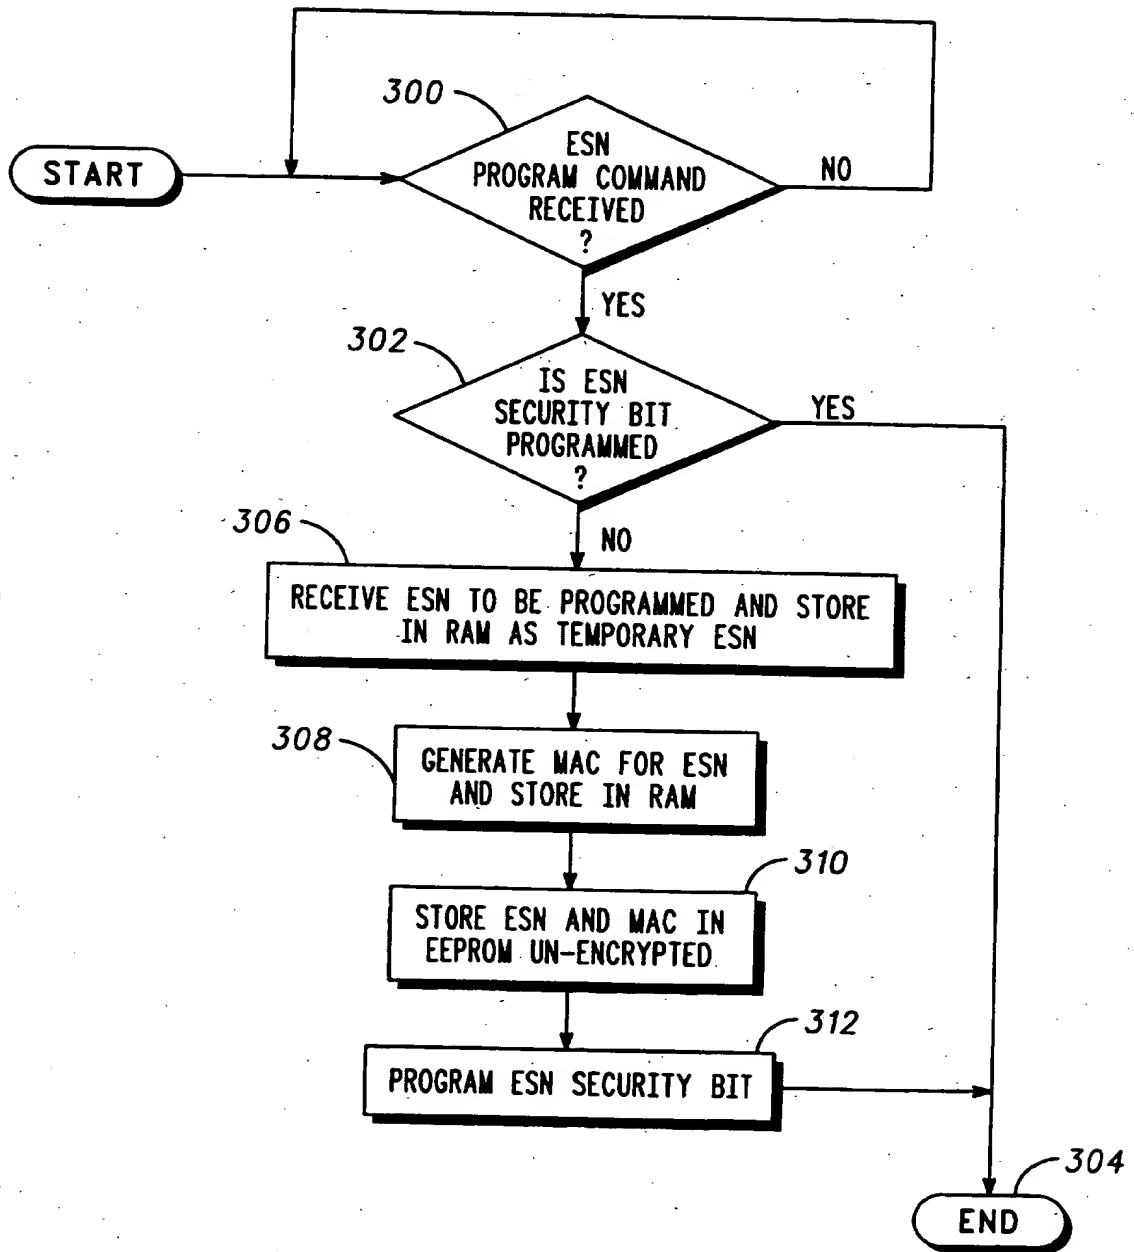 300
ESN
PROGRAM COMMAND
RECEIVED
?
NO
START
YES
302
IS ESN
SECURITY BIT
PROGRAMMED
?
YES
306
NO
RECEIVE ESN TO BE PROGRAMMED AND STORE
IN RAM AS TEMPORARY ESN
308
GENERATE MAC FOR ESN
AND STORE IN RAM
310
STORE ESN AND MAC IN
EEPROM UN-ENCRYPTED
312
PROGRAM ESN SECURITY BIT
304
END